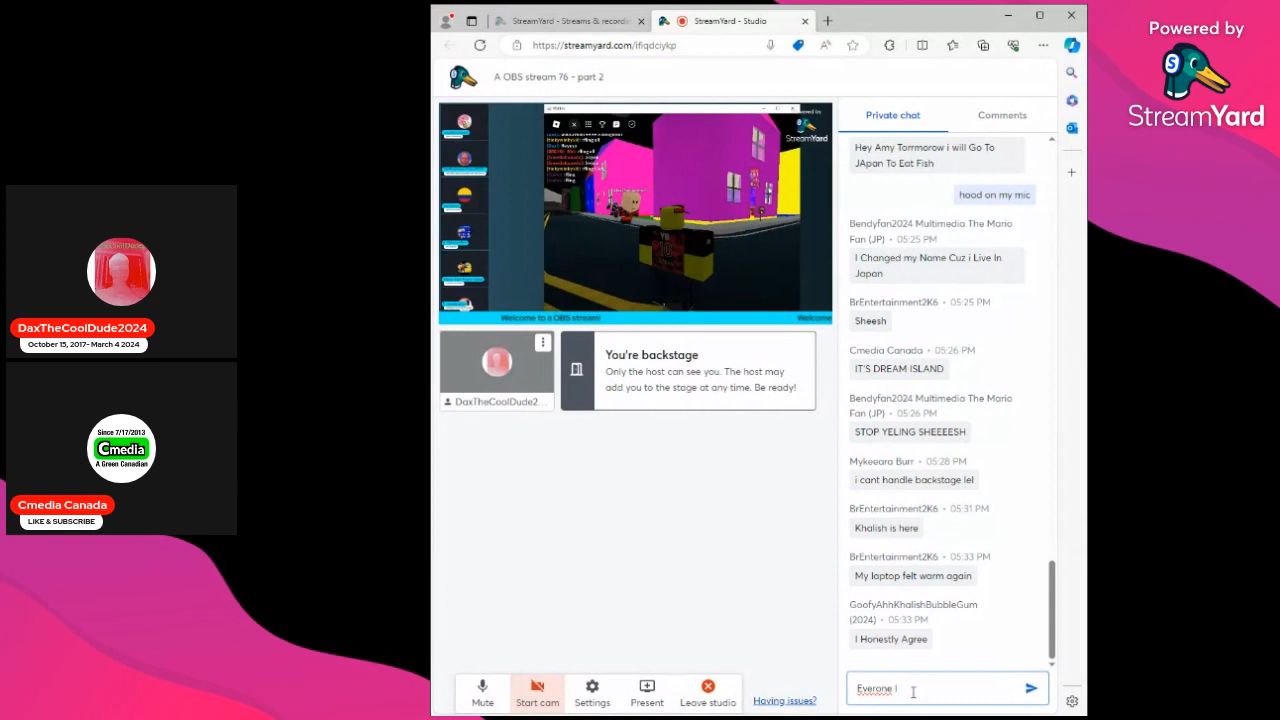 StreamYard - Streams & recordin
StreamYard - Studio
Powered by
StreamYard
https://streamyard.com/ifiqdciykp
A OBS stream 76 - part 2
Private chat
Comments
StreamYard
Hey Amy Torrmorow i will Go To
JApan To Eat Fish
hood on my mic
Bendyfan2024 Multimedia The Mario
Fan (JP) • 05:25 PM
I Changed my Name Cuz i Live In
Japan
BrEntertainment2K6 • 05:25 PM
Sheesh
Cmedia Canada • 05:26 PM
IT'S DREAM ISLAND
Bendyfan2024 Multimedia The Mario
Fan (JP) • 05:26 PM
STOP YELING SHEEEESH
Mykeeara Burr • 05:28 PM
i cant handle backstage lel
BrEntertainment2K6 • 05:31 PM
Khalish is here
BrEntertainment2K6 • 05:33 PM
My laptop felt warm again
GoofyAhhKhalishBubbleGum
(2024) • 05:33 PM
I Honestly Agree
Everone I
Welcome to a OBS stream!
Welcome
You're backstage
Only the host can see you. The host may
add you to the stage at any time. Be ready!
DaxTheCoolDude2...
DaxTheCoolDude2024
October 15, 2017- March 4 2024
Since 7/17/2013
Cmedia
A Green Canadian
Cmedia Canada
LIKE & SUBSCRIBE
Mute
Start cam
Settings
Present
Leave studio
Having issues?